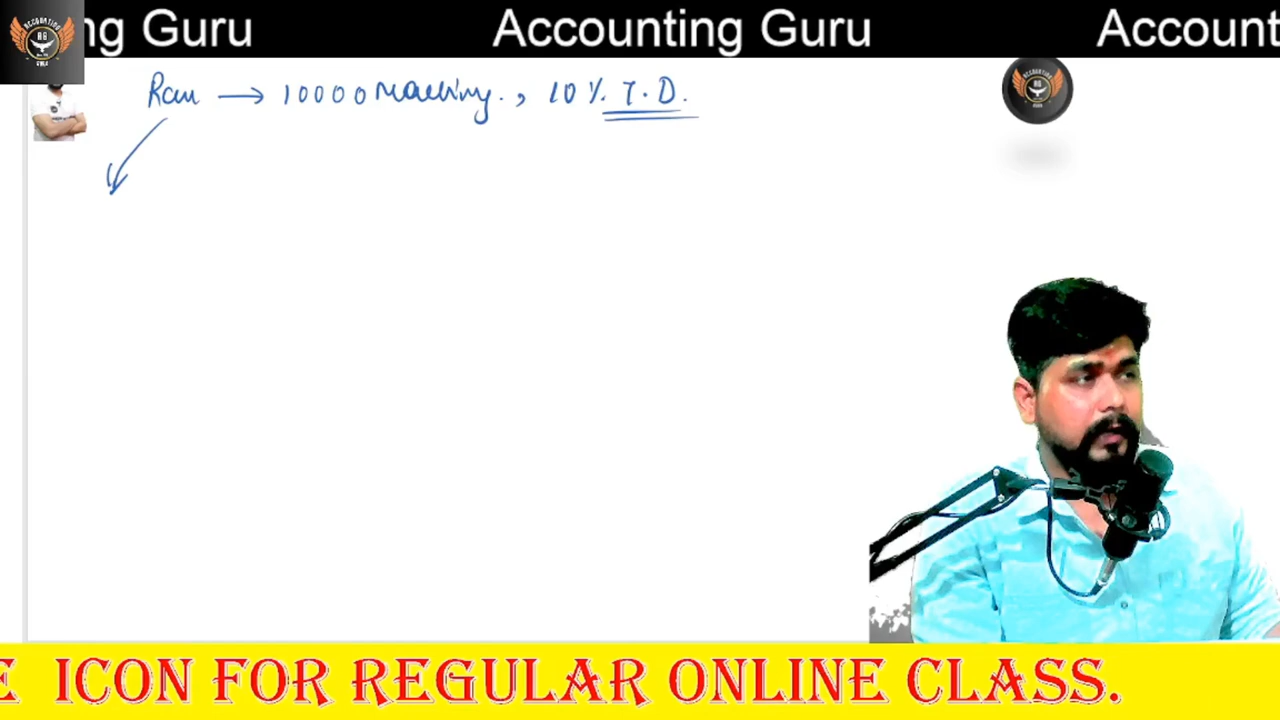 ng Guru Accounting Guru Account
Ram → 10000 Machinery. , 10% T.D.
E ICON FOR REGULAR ONLINE CLASS.